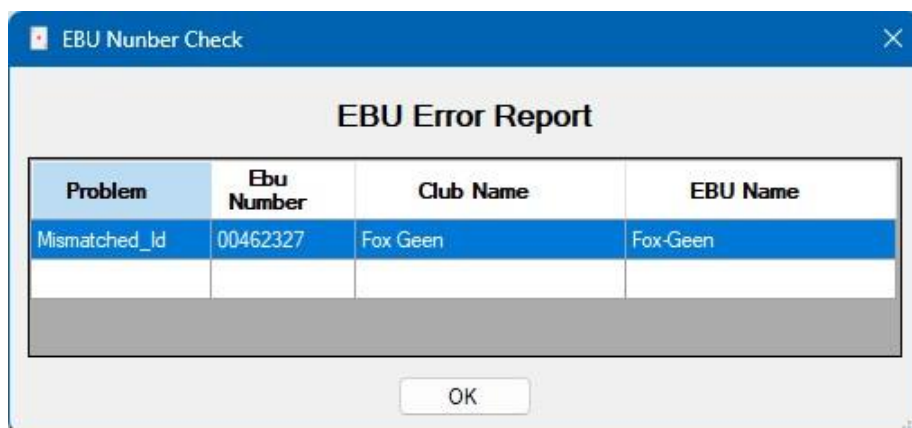 EBU Nunber Check
EBU Error Report
Problem Ebu Number Club Name EBU Name
Mismatched_Id 00462327 Fox Geen Fox-Geen
OK